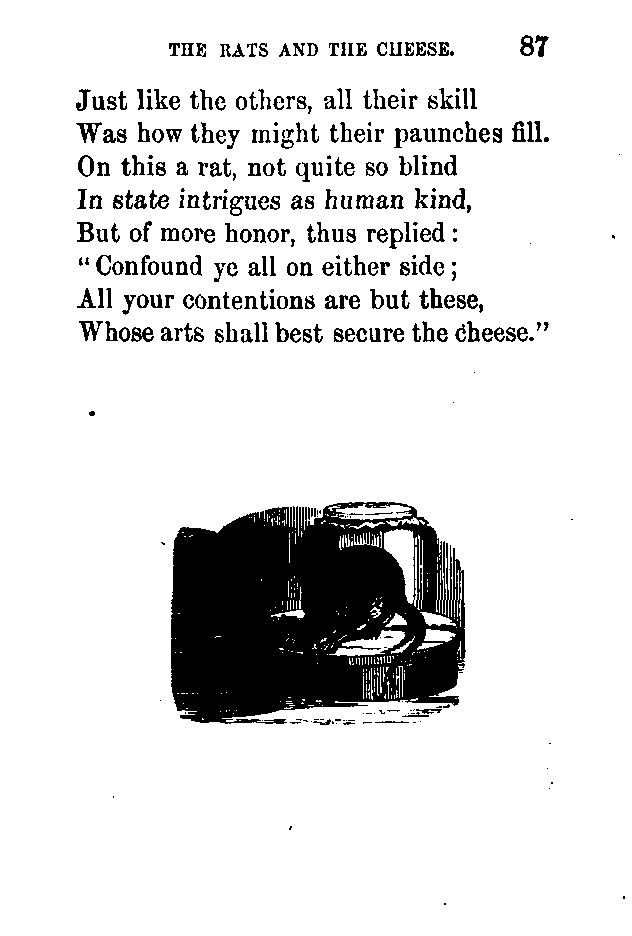 THE RATS AND THE CHEESE. 87
Just like the others, all their skill
Was how they might their paunches fill.
On this a rat, not quite so blind
In state intrigues as human kind,
But of more honor, thus replied:
"Confound ye all on either side;
All your contentions are but these,
Whose arts shall best secure the cheese."